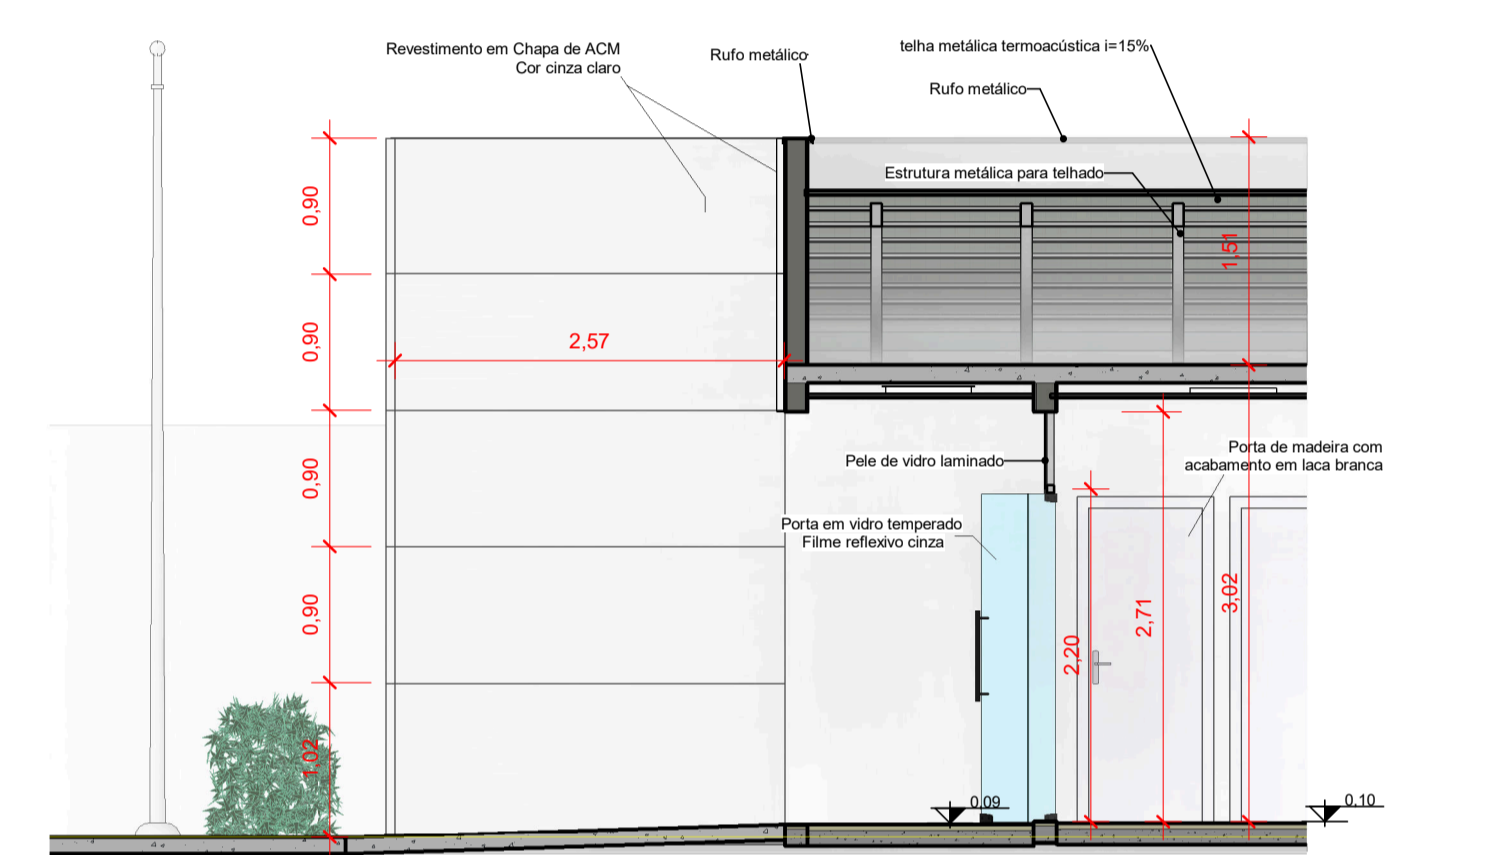 Revestimento em Chapa de ACM
Cor cinza claro
Rufo metálico
telha metálica termoacústica i=15%
Rufo metálico
Estrutura metálica para telhado
0,90
1,51
0,90
2,57
Porta de madeira com
acabamento em laca branca
Pele de vidro laminado
0,90
Porta em vidro temperado
Filme reflexivo cinza
0,90
3,02
2,71
2,20
1,02
0,09
0,10